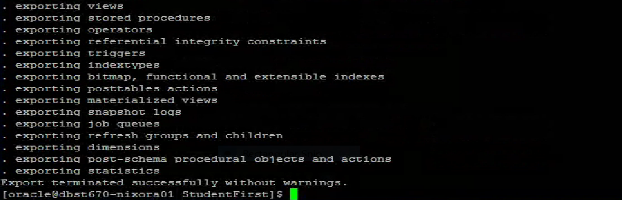 . exporting views
. exporting stored procedures
. exporting operators
. exporting referential integrity constraints
. exporting triggers
. exporting indextypes
. exporting bitmap, functional and extensible indexes
. exporting posttables actions
. exporting materialized views
. exporting snapshot logs
. exporting job queues
. exporting refresh groups and children
. exporting dimensions
. exporting post-schema procedural objects and actions
. exporting statistics
Export terminated successfully without warnings.
[oracle@dbst670-nixora01 StudentFirst]$